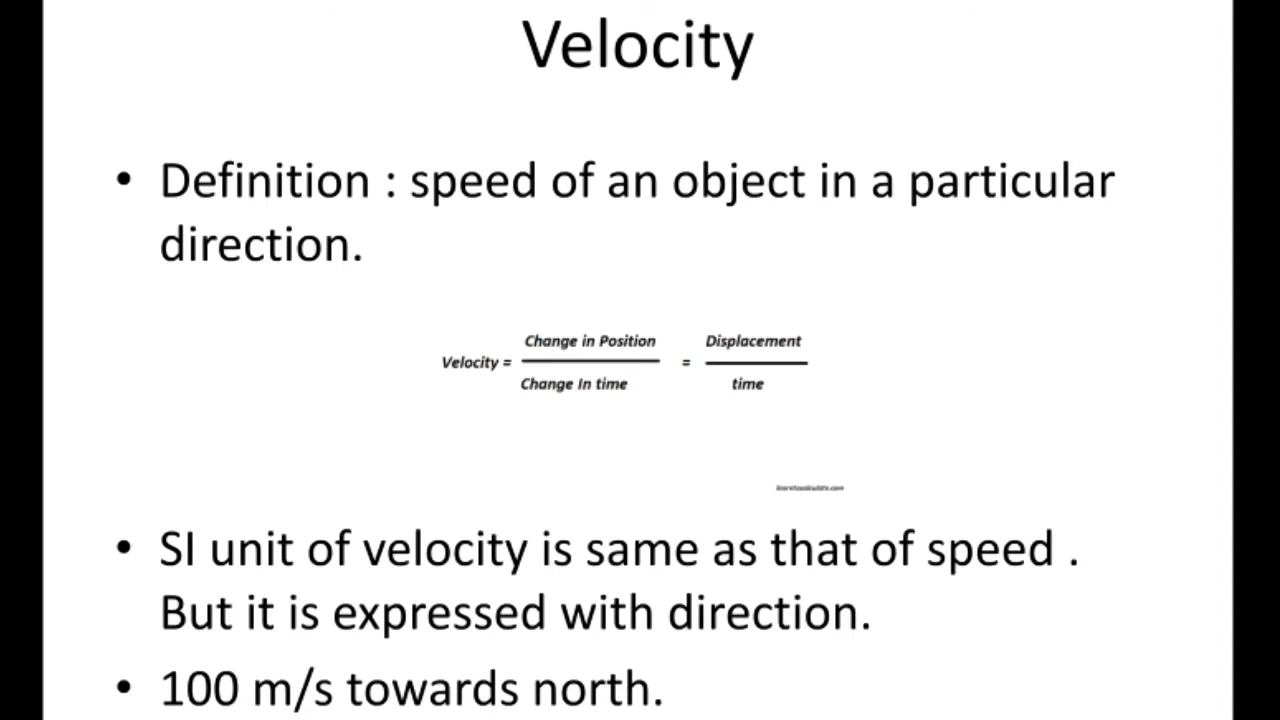 Velocity
• Definition : speed of an object in a particular
direction.
Change in Position Displacement
Velocity = =
Change In time time
• SI unit of velocity is same as that of speed .
But it is expressed with direction.
• 100 m/s towards north.